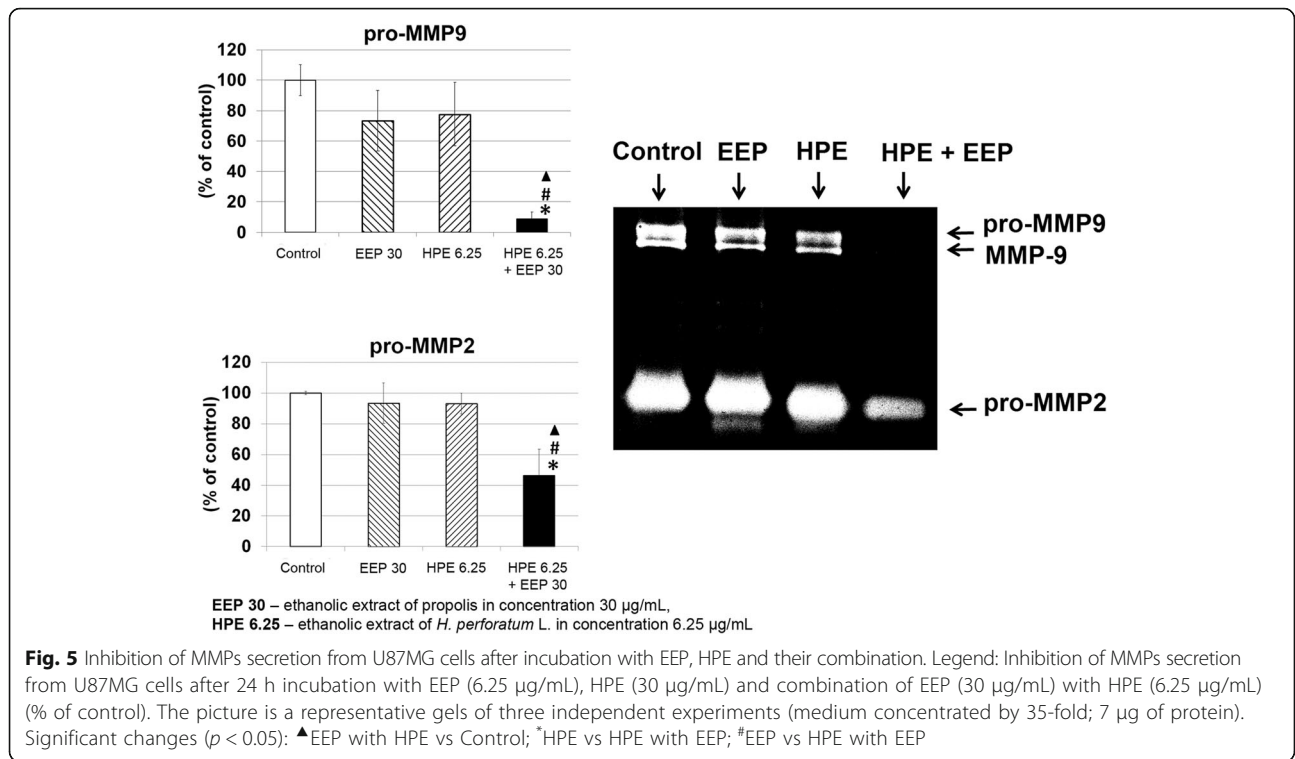 pro-MMP9
120
100
80
60
40
20
0
(% of control)
▲
#
*
Control
EEP 30
HPE 6.25
HPE 6.25
+ EEP 30
pro-MMP2
120
100
80
60
40
20
0
(% of control)
▲
#
*
Control
EEP 30
HPE 6.25
HPE 6.25
+ EEP 30
Control EEP HPE HPE + EEP
pro-MMP9
MMP-9
pro-MMP2
EEP 30 – ethanolic extract of propolis in concentration 30 µg/mL,
HPE 6.25 – ethanolic extract of H. perforatum L. in concentration 6.25 µg/mL
Fig. 5 Inhibition of MMPs secretion from U87MG cells after incubation with EEP, HPE and their combination. Legend: Inhibition of MMPs secretion
from U87MG cells after 24 h incubation with EEP (6.25 µg/mL), HPE (30 µg/mL) and combination of EEP (30 µg/mL) with HPE (6.25 µg/mL)
(% of control). The picture is a representative gels of three independent experiments (medium concentrated by 35-fold; 7 µg of protein).
Significant changes (p < 0.05): ▲EEP with HPE vs Control; *HPE vs HPE with EEP; #EEP vs HPE with EEP